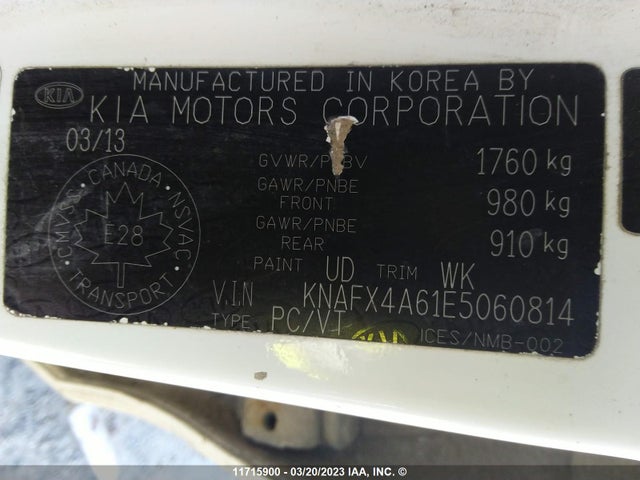 KIA
MANUFACTURED IN KOREA BY
KIA MOTORS CORPORATION
03/13
GVWR/P BV 1760 kg
GAWR/PNBE
FRONT 980 kg
GAWR/PNBE
REAR 910 kg
CANADA
CMVSS NSVAC
E28
TRANSPORT
PAINT UD TRIM WK
V.I.N KNAFX4A61E5060814
TYPE PC/VT ICES/NMB-002
11715900 - 03/20/2023 IAA, INC. ©